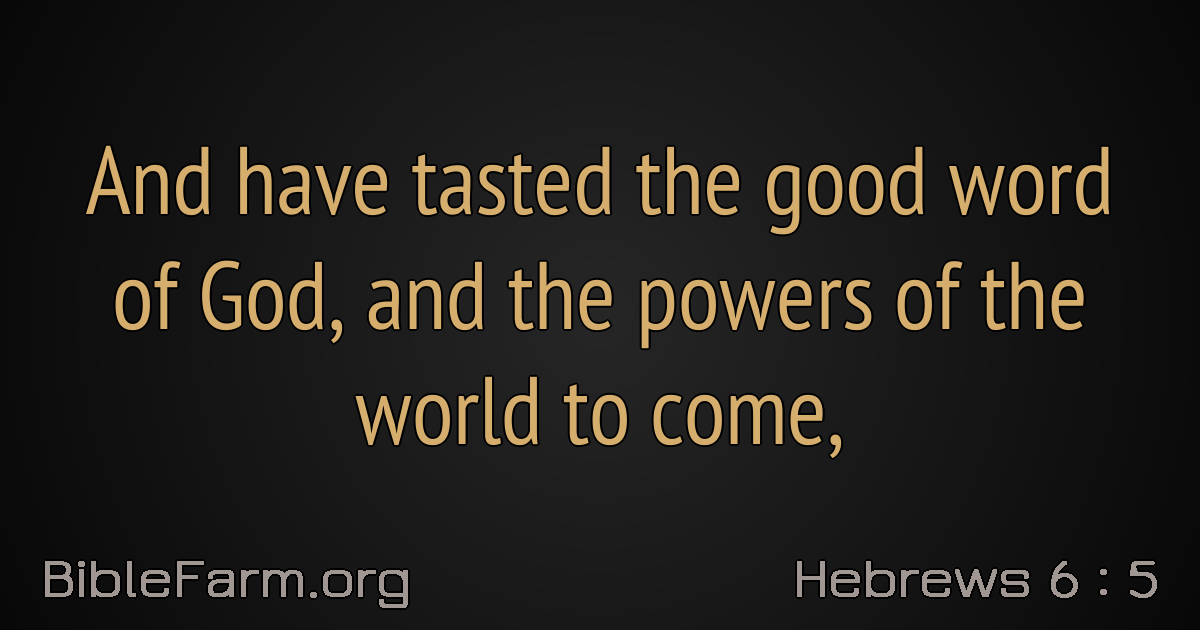 And have tasted the good word
of God, and the powers of the
world to come,
BibleFarm.org
Hebrews 6 : 5